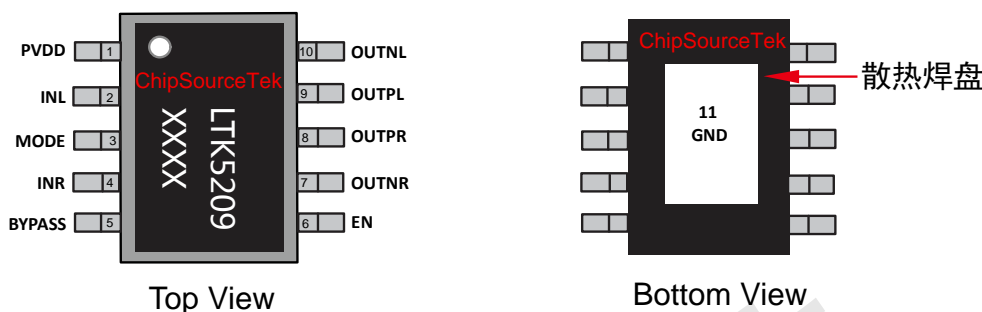 PVDD 1 10 OUTNL
ChipSourceTek
INL 2 9 OUTPL
MODE 3 8 OUTPR
INR 4 7 OUTNR
BYPASS 5 6 EN
LTK5209
XXXX
Top View
ChipSourceTek
散热焊盘
11
GND
Bottom View